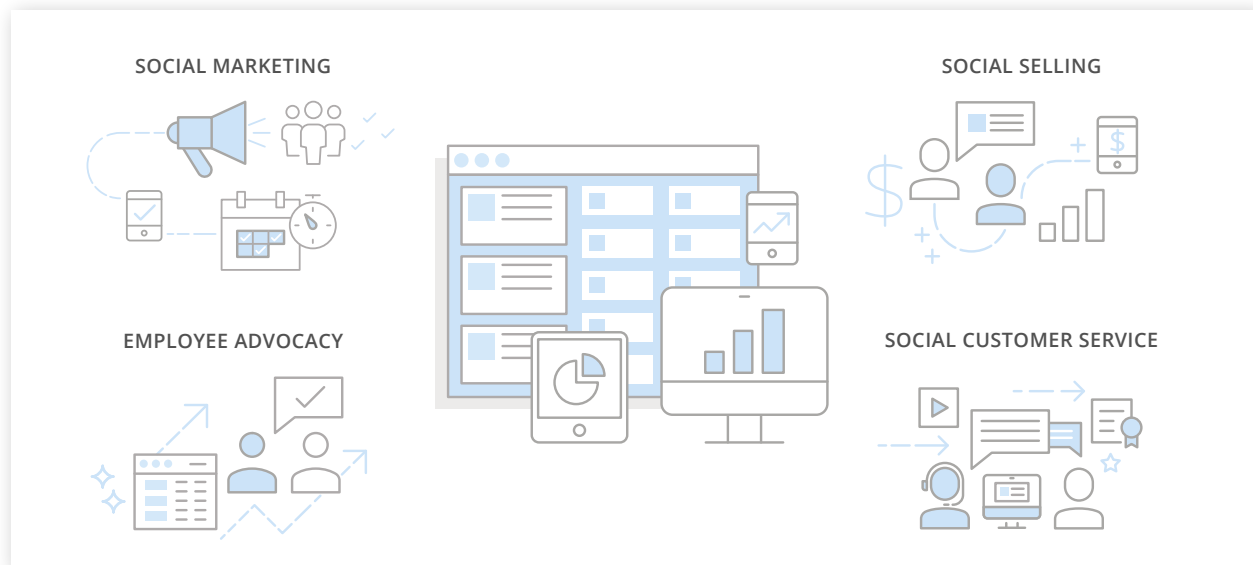 SOCIAL MARKETING
SOCIAL SELLING
$
$
EMPLOYEE ADVOCACY
SOCIAL CUSTOMER SERVICE